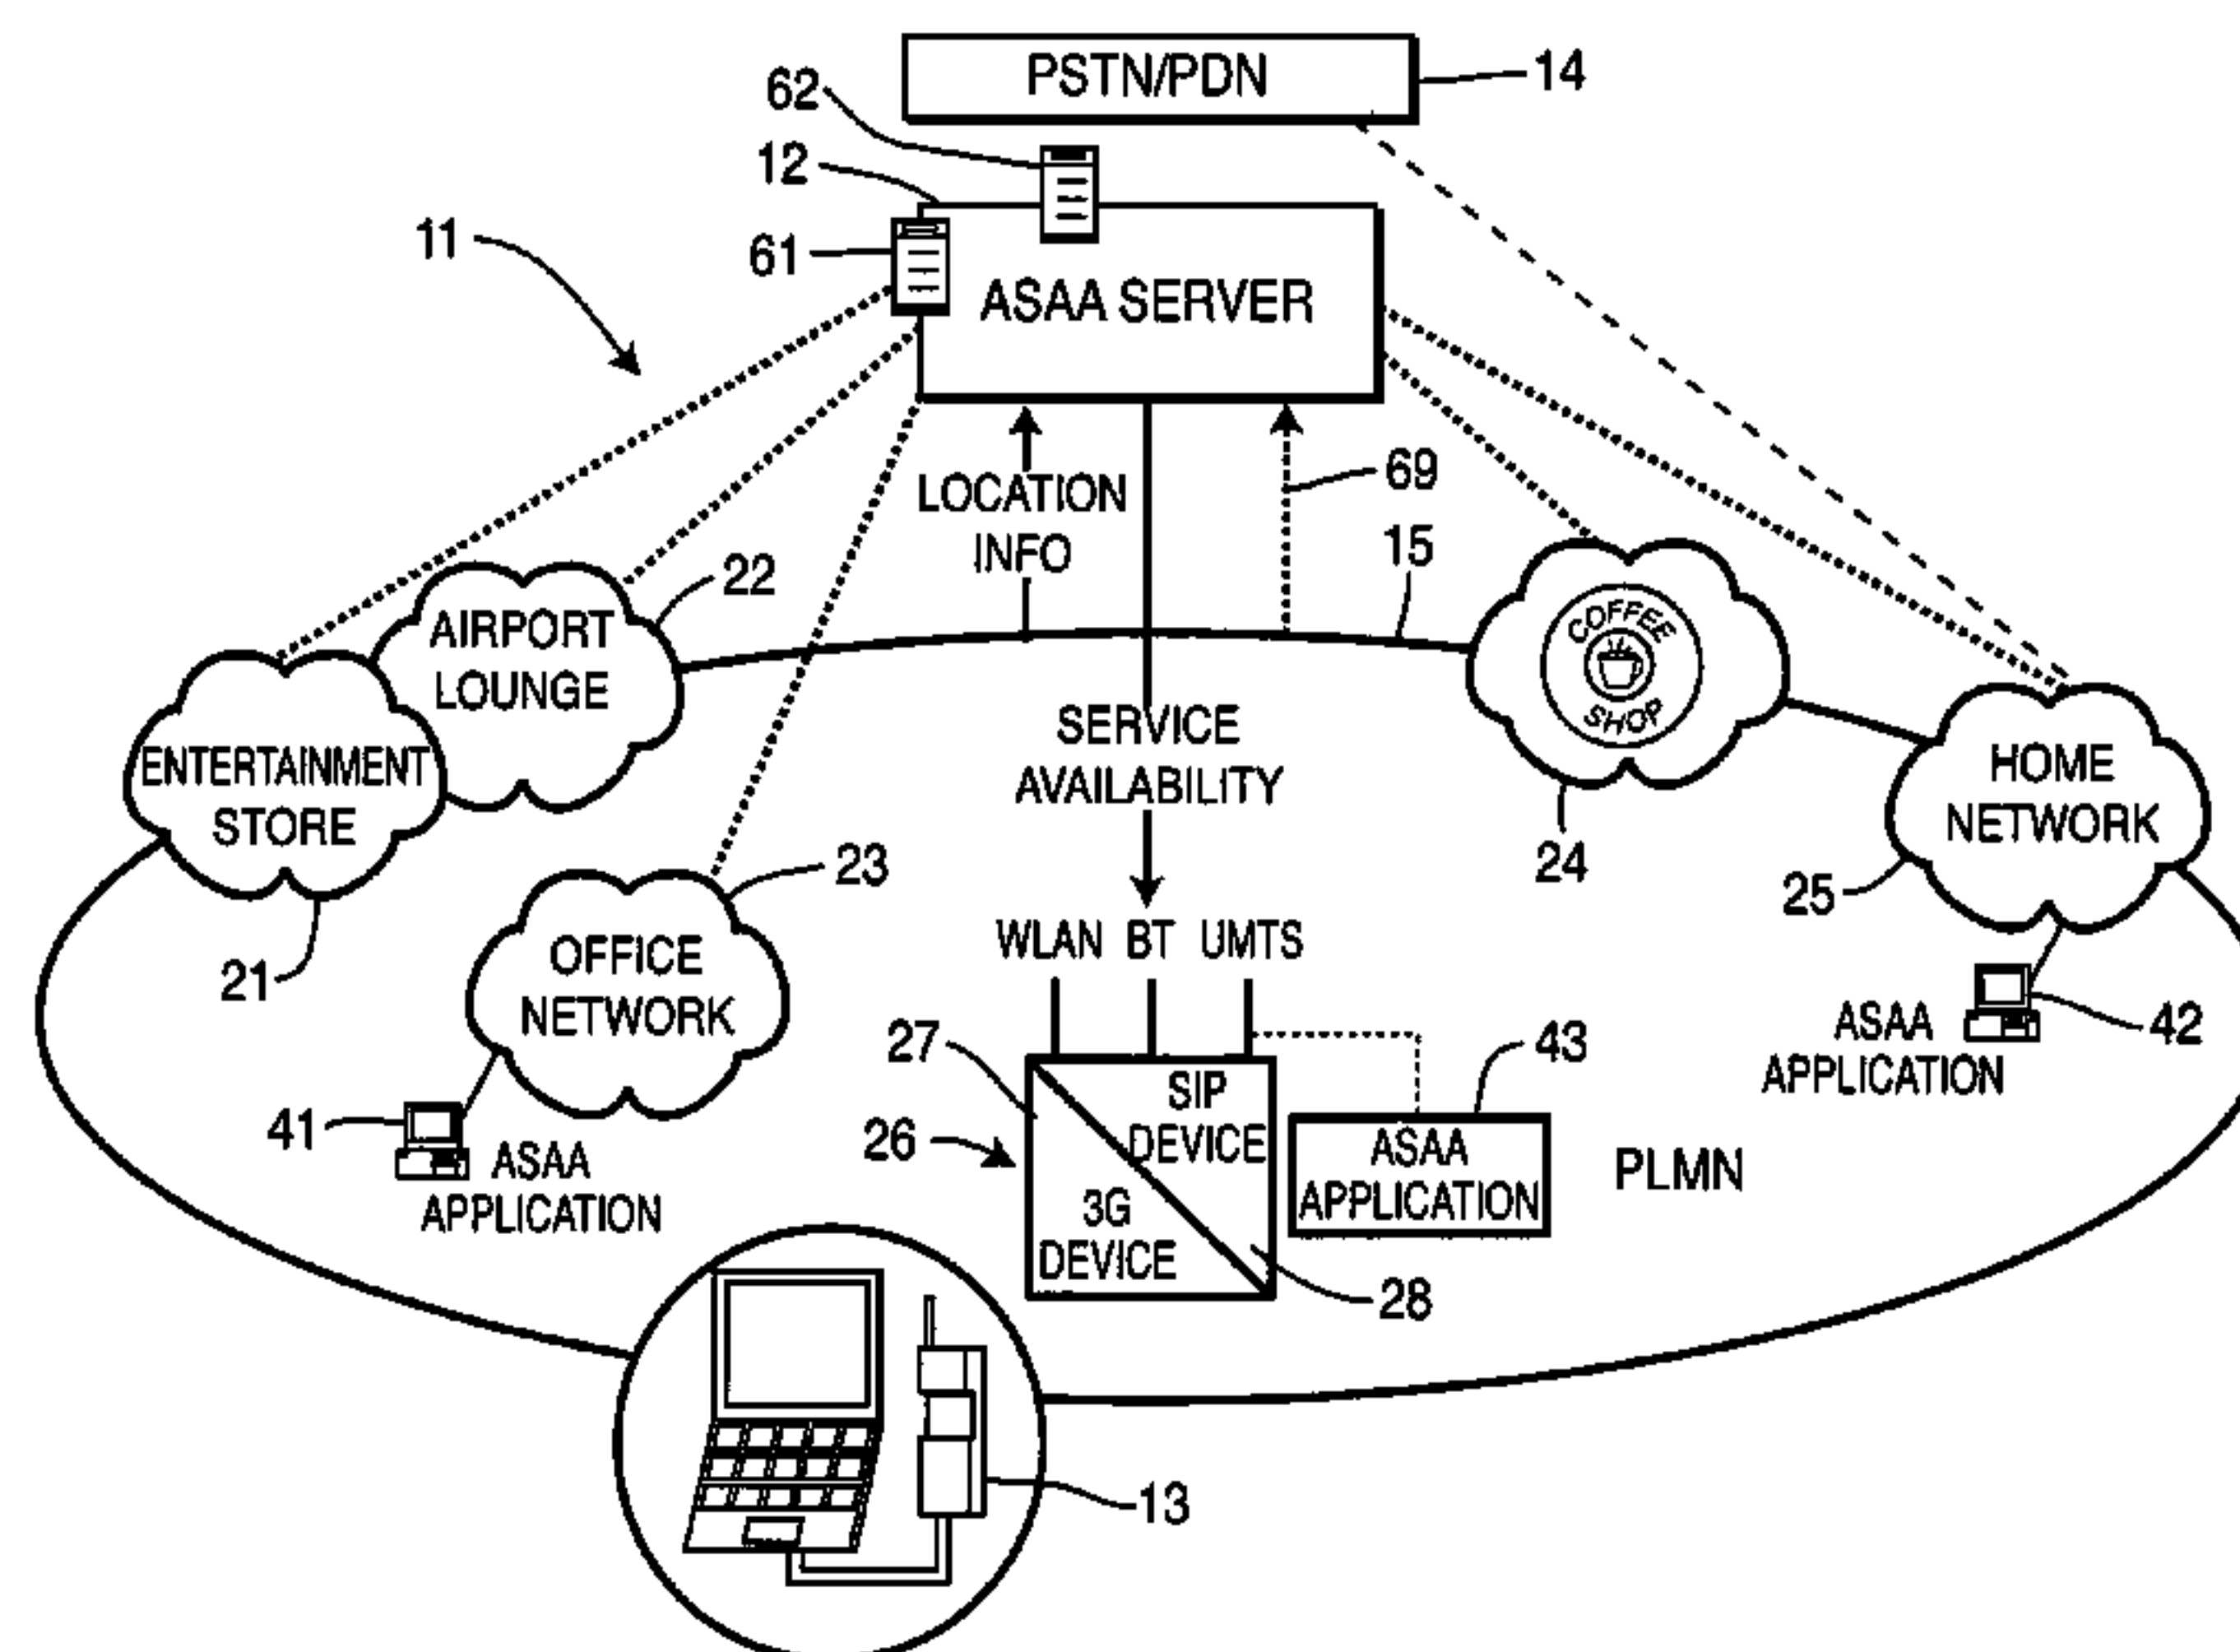 PSTN/PDN
14
62
12
11
61
ASAA SERVER
LOCATION
INFO
69
15
22
AIRPORT
LOUNGE
COFFEE
SHOP
ENTERTAINMENT
STORE
SERVICE
AVAILABILITY
HOME
NETWORK
24
25
21
23
OFFICE
NETWORK
WLAN BT UMTS
27
43
42
ASAA
APPLICATION
41
ASAA
APPLICATION
26
SIP
DEVICE
3G
DEVICE
ASAA
APPLICATION
PLMN
28
13